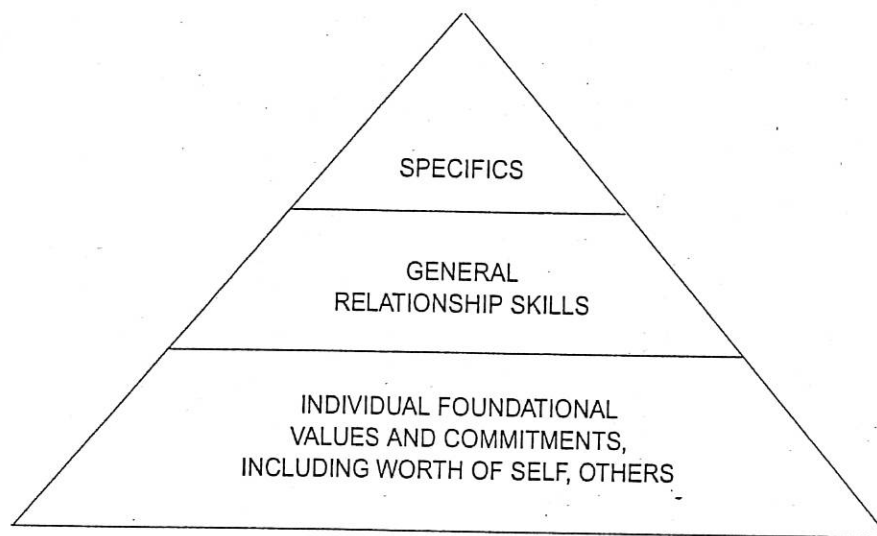 SPECIFICS
GENERAL
RELATIONSHIP SKILLS
INDIVIDUAL FOUNDATIONAL
VALUES AND COMMITMENTS,
INCLUDING WORTH OF SELF, OTHERS